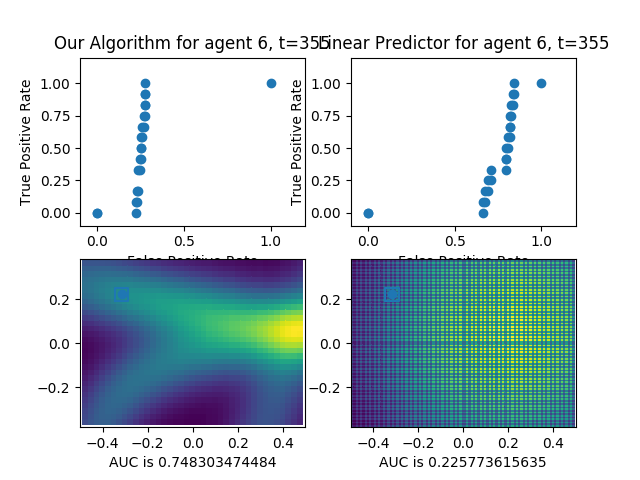 Our Algorithm for agent 6, t=355
Linear Predictor for agent 6, t=355
True Positive Rate
1.00
0.75
0.50
0.25
0.00
0.0 0.5 1.0
False Positive Rate
True Positive Rate
1.00
0.75
0.50
0.25
0.00
0.0 0.5 1.0
False Positive Rate
0.2
0.0
−0.2
−0.4 −0.2 0.0 0.2 0.4
AUC is 0.748303474484
0.2
0.0
−0.2
−0.4 −0.2 0.0 0.2 0.4
AUC is 0.225773615635